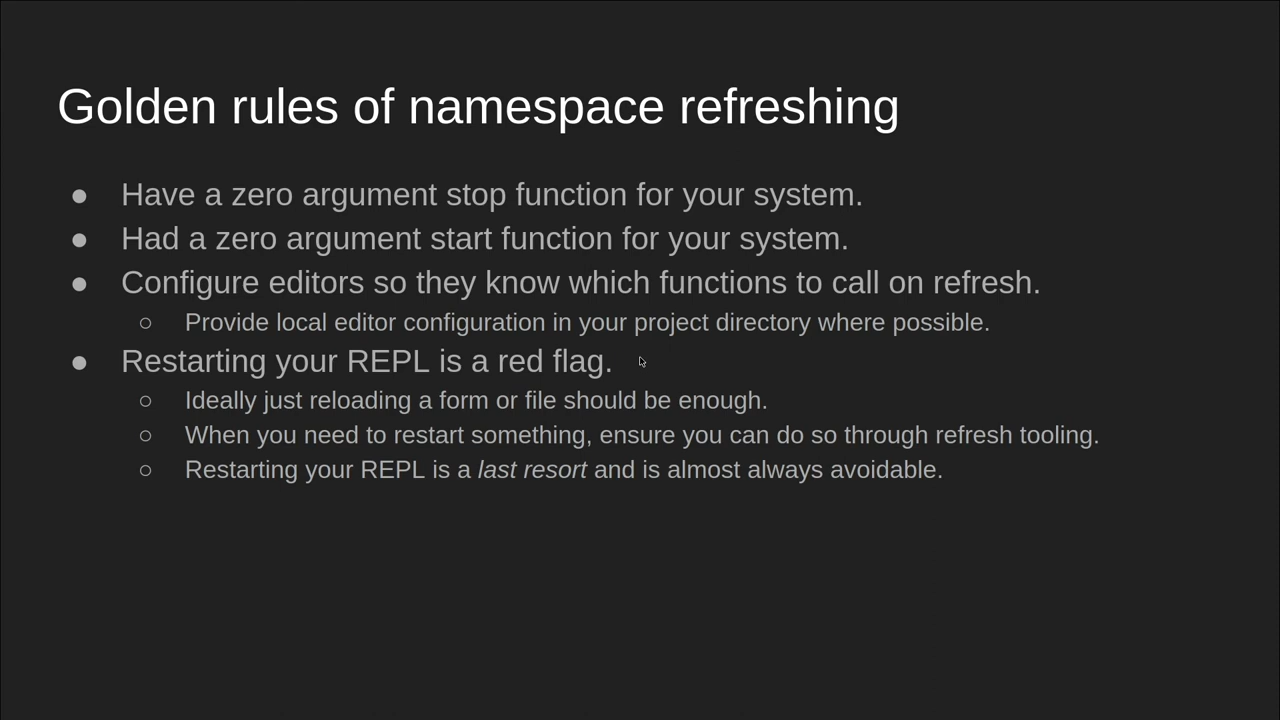 Golden rules of namespace refreshing
● Have a zero argument stop function for your system.
● Had a zero argument start function for your system.
● Configure editors so they know which functions to call on refresh.
○ Provide local editor configuration in your project directory where possible.
● Restarting your REPL is a red flag.
○ Ideally just reloading a form or file should be enough.
○ When you need to restart something, ensure you can do so through refresh tooling.
○ Restarting your REPL is a last resort and is almost always avoidable.